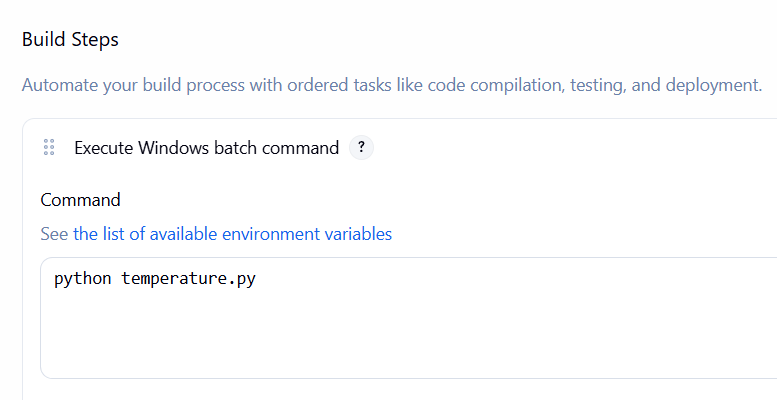 Build Steps
Automate your build process with ordered tasks like code compilation, testing, and deployment.
Execute Windows batch command ?
Command
See the list of available environment variables
python temperature.py